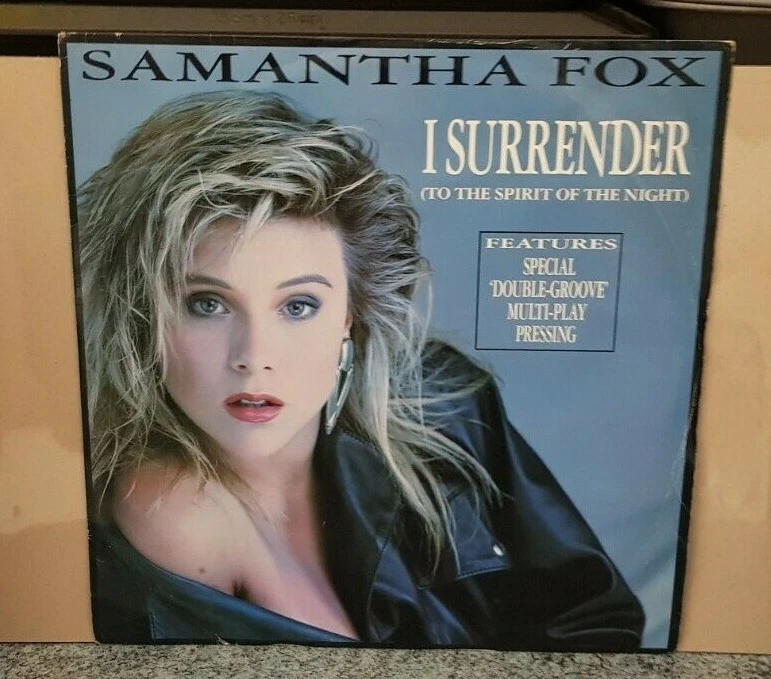 SAMANTHA FOX
I SURRENDER
(TO THE SPIRIT OF THE NIGHT)
FEATURES
SPECIAL
'DOUBLE-GROOVE'
MULTI-PLAY
PRESSING